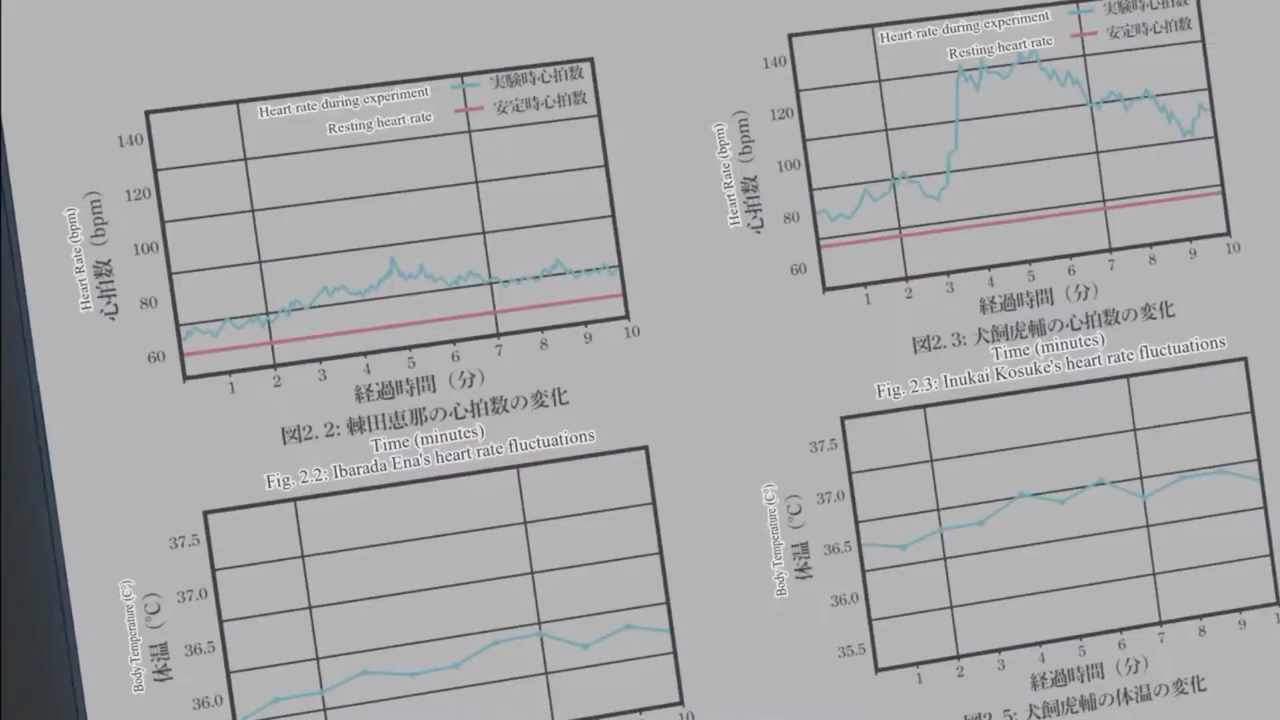 Heart rate during experiment 実験時心拍数
Resting heart rate 安定時心拍数
140
120
100
80
60
Heart Rate (bpm)
心拍数 (bpm)
1 2 3 4 5 6 7 8 9 10
経過時間 (分)
図2.2: 棘田恵那の心拍数の変化
Time (minutes)
Fig. 2.2: Ibarada Ena's heart rate fluctuations
Heart rate during experiment 実験時心拍数
Resting heart rate 安定時心拍数
140
120
100
80
60
Heart Rate (bpm)
心拍数 (bpm)
1 2 3 4 5 6 7 8 9 10
経過時間 (分)
図2.3: 犬飼虎輔の心拍数の変化
Time (minutes)
Fig. 2.3: Inukai Kosuke's heart rate fluctuations
37.5
37.0
36.5
36.0
Body Temperature (C°)
体温 (℃)
10
37.5
37.0
36.5
36.0
35.5
Body Temperature (C°)
体温 (℃)
1 2 3 4 5 6 7 8 9
経過時間 (分)
図2.5: 犬飼虎輔の体温の変化